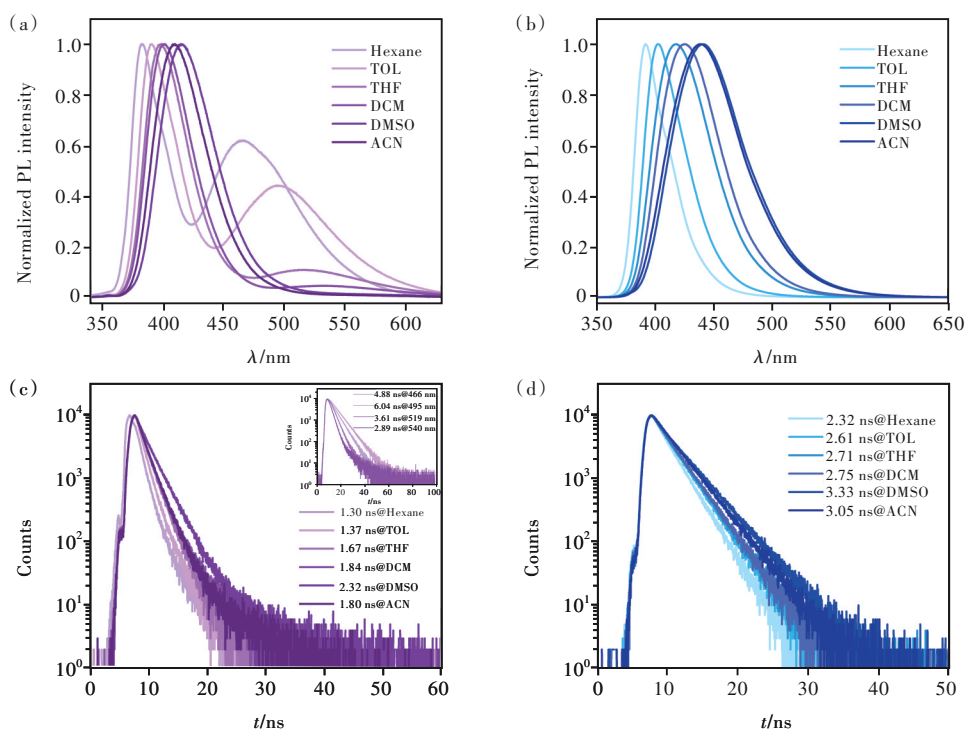 (a)
Normalized PL intensity
1.0
0.8
0.6
0.4
0.2
0
Hexane
TOL
THF
DCM
DMSO
ACN
350 400 450 500 550 600
λ/nm
(b)
Normalized PL intensity
1.0
0.8
0.6
0.4
0.2
0
Hexane
TOL
THF
DCM
DMSO
ACN
350 400 450 500 550 600 650
λ/nm
(c)
Counts
10⁴
10³
10²
10¹
10⁰
Counts
10⁴
10³
10²
10¹
10⁰
4.88 ns@466 nm
6.04 ns@495 nm
3.61 ns@519 nm
2.89 ns@540 nm
0 20 40 60 80 100
t/ns
1.30 ns@Hexane
1.37 ns@TOL
1.67 ns@THF
1.84 ns@DCM
2.32 ns@DMSO
1.80 ns@ACN
0 10 20 30 40 50 60
t/ns
(d)
Counts
10⁴
10³
10²
10¹
10⁰
2.32 ns@Hexane
2.61 ns@TOL
2.71 ns@THF
2.75 ns@DCM
3.33 ns@DMSO
3.05 ns@ACN
0 10 20 30 40 50
t/ns